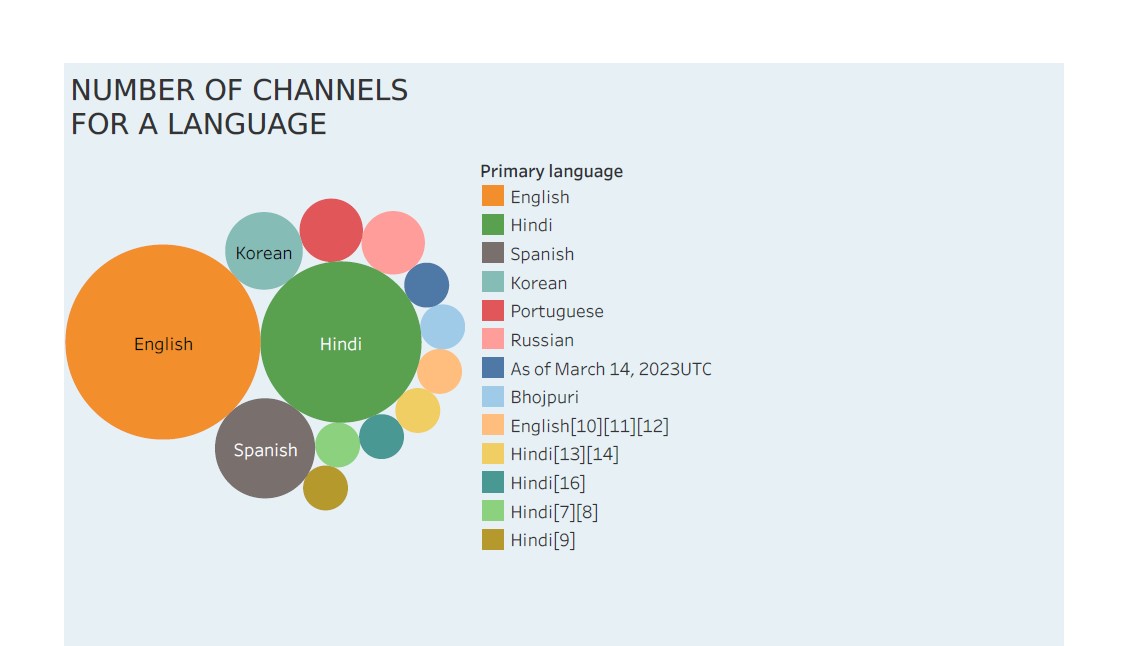 NUMBER OF CHANNELS
FOR A LANGUAGE
Primary language
English
Hindi
Spanish
Korean
Portuguese
Russian
As of March 14, 2023UTC
Bhojpuri
English[10][11][12]
Hindi[13][14]
Hindi[16]
Hindi[7][8]
Hindi[9]
Korean
English
Hindi
Spanish